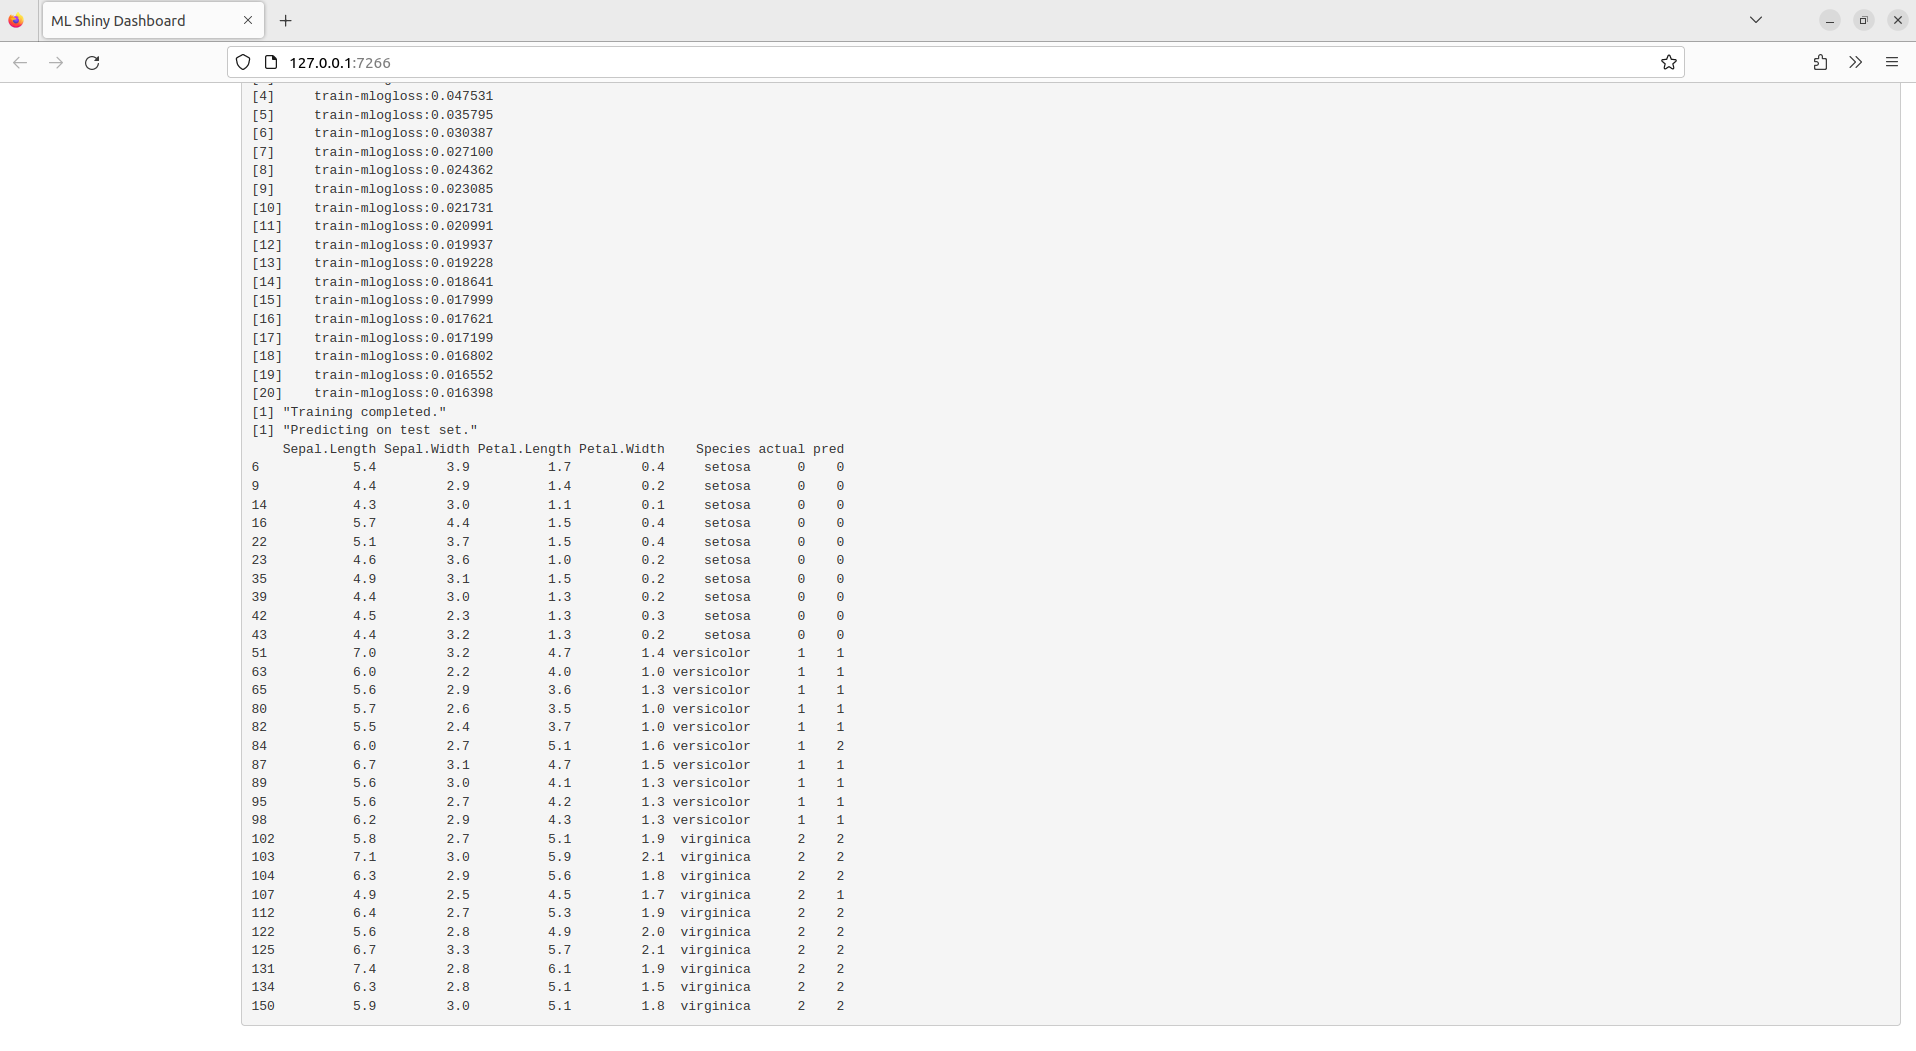 ML Shiny Dashboard
127.0.0.1:7266
[4] train-mlogloss:0.047531
[5] train-mlogloss:0.035795
[6] train-mlogloss:0.030387
[7] train-mlogloss:0.027100
[8] train-mlogloss:0.024362
[9] train-mlogloss:0.023085
[10] train-mlogloss:0.021731
[11] train-mlogloss:0.020991
[12] train-mlogloss:0.019937
[13] train-mlogloss:0.019228
[14] train-mlogloss:0.018641
[15] train-mlogloss:0.017999
[16] train-mlogloss:0.017621
[17] train-mlogloss:0.017199
[18] train-mlogloss:0.016802
[19] train-mlogloss:0.016552
[20] train-mlogloss:0.016398
[1] "Training completed."
[1] "Predicting on test set."
Sepal.Length Sepal.Width Petal.Length Petal.Width Species actual pred
6 5.4 3.9 1.7 0.4 setosa 0 0
9 4.4 2.9 1.4 0.2 setosa 0 0
14 4.3 3.0 1.1 0.1 setosa 0 0
16 5.7 4.4 1.5 0.4 setosa 0 0
22 5.1 3.7 1.5 0.4 setosa 0 0
23 4.6 3.6 1.0 0.2 setosa 0 0
35 4.9 3.1 1.5 0.2 setosa 0 0
39 4.4 3.0 1.3 0.2 setosa 0 0
42 4.5 2.3 1.3 0.3 setosa 0 0
43 4.4 3.2 1.3 0.2 setosa 0 0
51 7.0 3.2 4.7 1.4 versicolor 1 1
63 6.0 2.2 4.0 1.0 versicolor 1 1
65 5.6 2.9 3.6 1.3 versicolor 1 1
80 5.7 2.6 3.5 1.0 versicolor 1 1
82 5.5 2.4 3.7 1.0 versicolor 1 1
84 6.0 2.7 5.1 1.6 versicolor 1 2
87 6.7 3.1 4.7 1.5 versicolor 1 1
89 5.6 3.0 4.1 1.3 versicolor 1 1
95 5.6 2.7 4.2 1.3 versicolor 1 1
98 6.2 2.9 4.3 1.3 versicolor 1 1
102 5.8 2.7 5.1 1.9 virginica 2 2
103 7.1 3.0 5.9 2.1 virginica 2 2
104 6.3 2.9 5.6 1.8 virginica 2 2
107 4.9 2.5 4.5 1.7 virginica 2 1
112 6.4 2.7 5.3 1.9 virginica 2 2
122 5.6 2.8 4.9 2.0 virginica 2 2
125 6.7 3.3 5.7 2.1 virginica 2 2
131 7.4 2.8 6.1 1.9 virginica 2 2
134 6.3 2.8 5.1 1.5 virginica 2 2
150 5.9 3.0 5.1 1.8 virginica 2 2